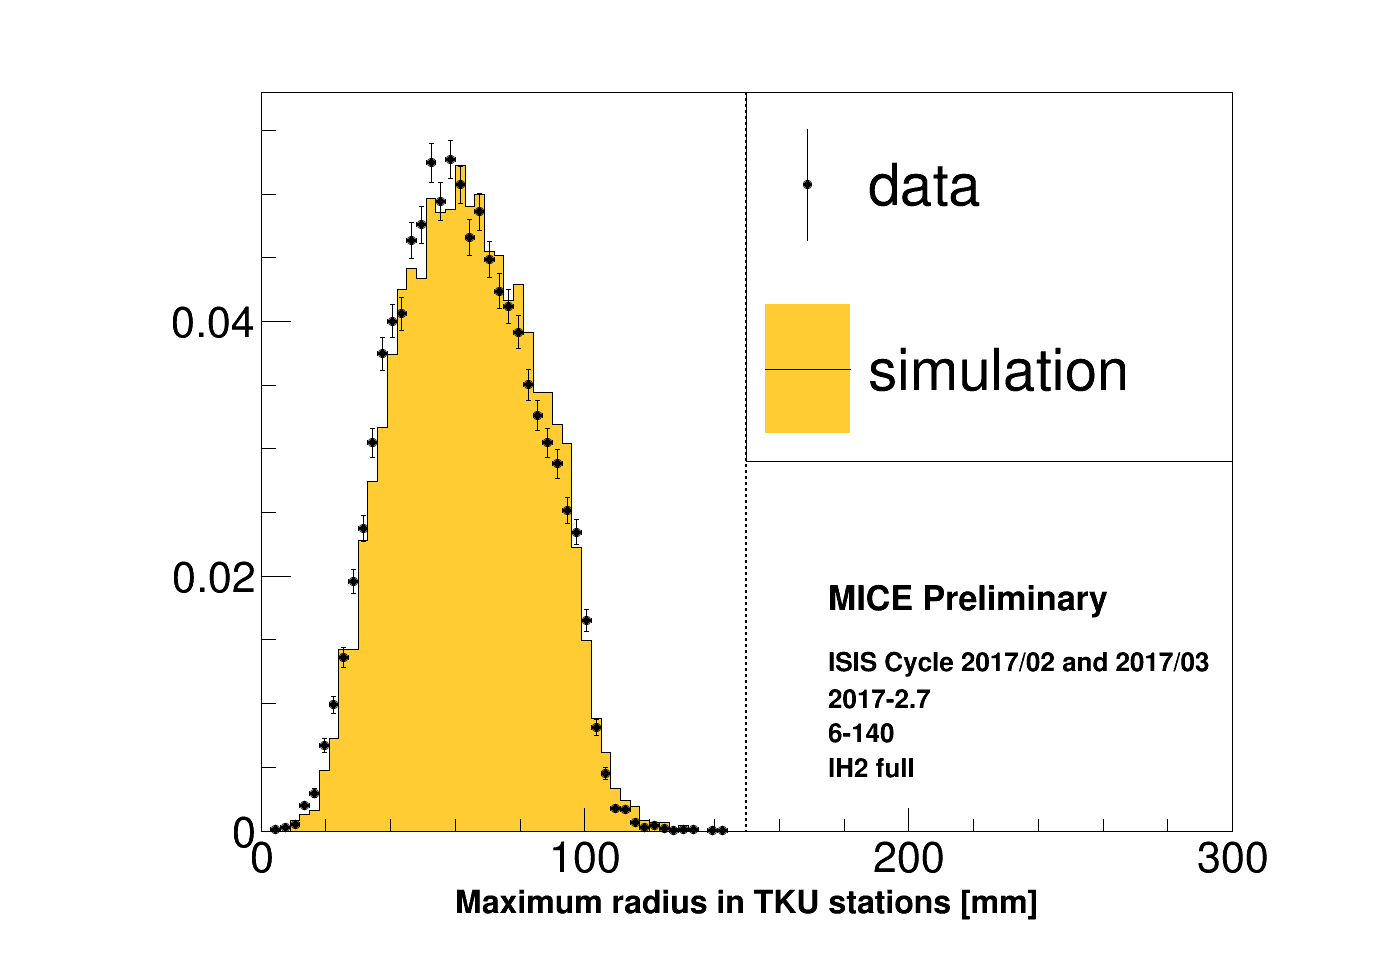 data
simulation
0.04
0.02
0
MICE Preliminary
ISIS Cycle 2017/02 and 2017/03
2017-2.7
6-140
IH2 full
0 100 200 300
Maximum radius in TKU stations [mm]